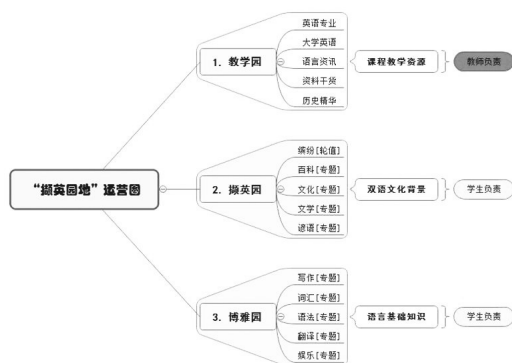 “撷英园地”运营图
1. 教学园
英语专业
大学英语
语言资讯
资料干货
历史精华
课程教学资源
教师负责
2. 撷英园
缤纷[轮值]
百科[专题]
文化[专题]
文学[专题]
谚语[专题]
双语文化背景
学生负责
3. 博雅园
写作[专题]
词汇[专题]
语法[专题]
翻译[专题]
娱乐[专题]
语言基础知识
学生负责